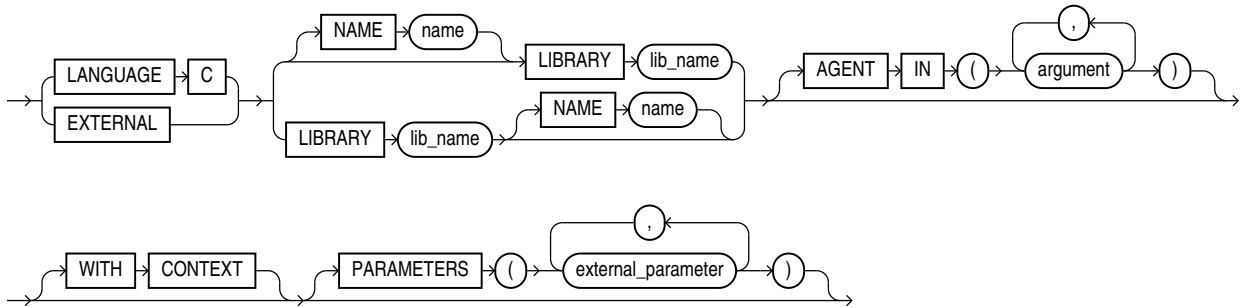 NAME name
LIBRARY lib_name
LANGUAGE C
EXTERNAL
LIBRARY lib_name
NAME name
,
AGENT IN ( argument )
,
WITH CONTEXT
PARAMETERS ( external_parameter )